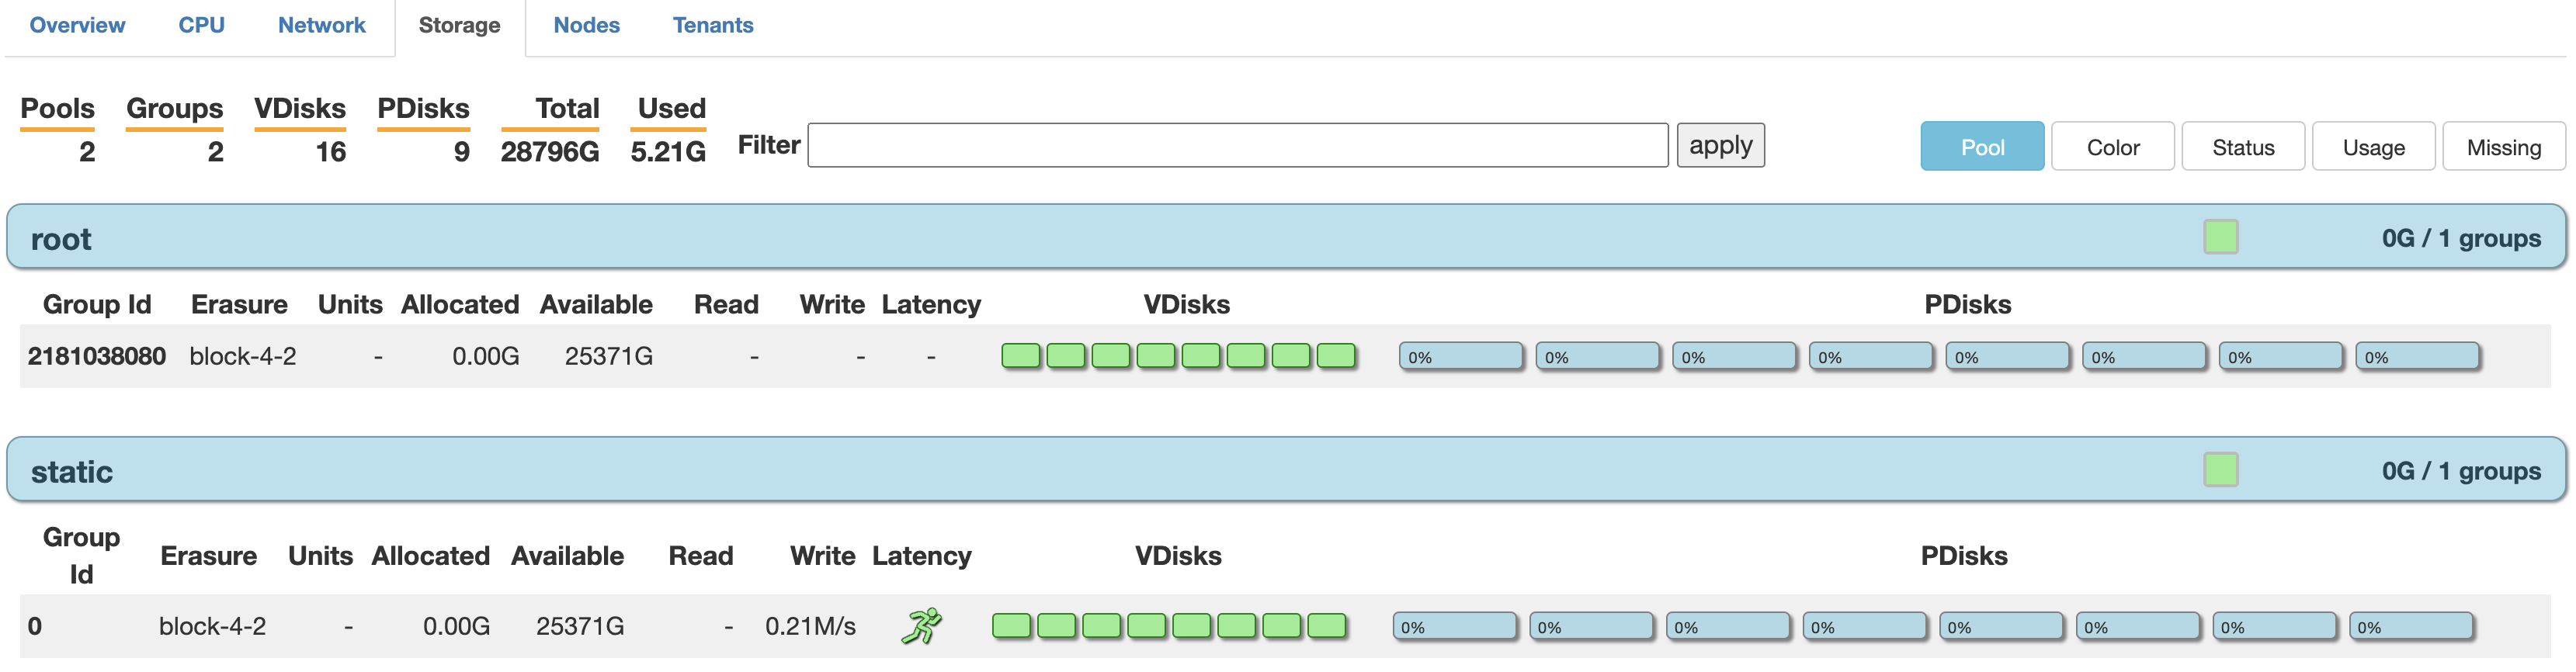 Overview CPU Network Storage Nodes Tenants
Pools Groups VDisks PDisks Total Used
2 2 16 9 28796G 5.21G
Filter apply Pool Color Status Usage Missing
root 0G / 1 groups
Group Id Erasure Units Allocated Available Read Write Latency VDisks PDisks
2181038080 block-4-2 - 0.00G 25371G - - - 0% 0% 0% 0% 0% 0% 0% 0%
static 0G / 1 groups
Group Id Erasure Units Allocated Available Read Write Latency VDisks PDisks
0 block-4-2 - 0.00G 25371G - 0.21M/s 0% 0% 0% 0% 0% 0% 0% 0%